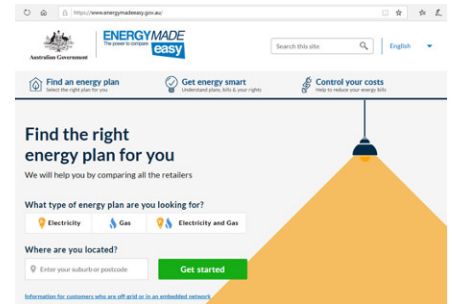 https://www.energymadeeasy.gov.au/
Australian Government
ENERGY MADE
The power to compare
easy
Search this site
English
Find an energy plan
Select the right plan for you
Get energy smart
Understand plans, bills & your rights
Control your costs
Help to reduce your energy bills
Find the right
energy plan for you
We will help you by comparing all the retailers
What type of energy plan are you looking for?
Electricity
Gas
Electricity and Gas
Where are you located?
Enter your suburb or postcode
Get started
Information for customers who are off-grid or in an embedded network